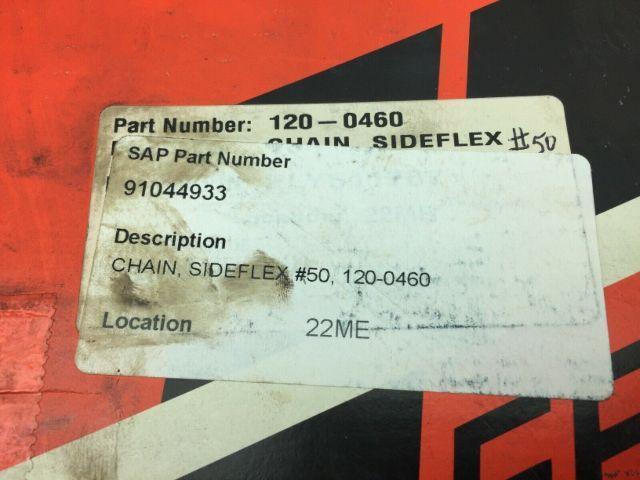 Part Number: 120-0460
CHAIN, SIDEFLEX #50
SAP Part Number
91044933
Description
CHAIN, SIDEFLEX #50, 120-0460
Location 22ME